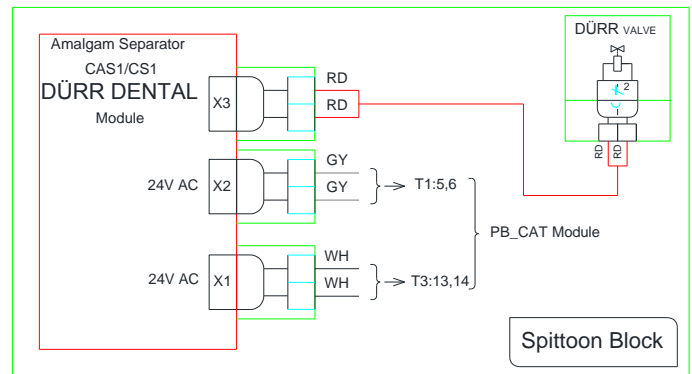 Amalgam Separator
CAS1/CS1
DÜRR DENTAL
Module
X3
RD
RD
DÜRR VALVE
2
RD
RD
24V AC
X2
GY
GY
T1:5,6
PB_CAT Module
24V AC
X1
WH
WH
T3:13,14
Spittoon Block